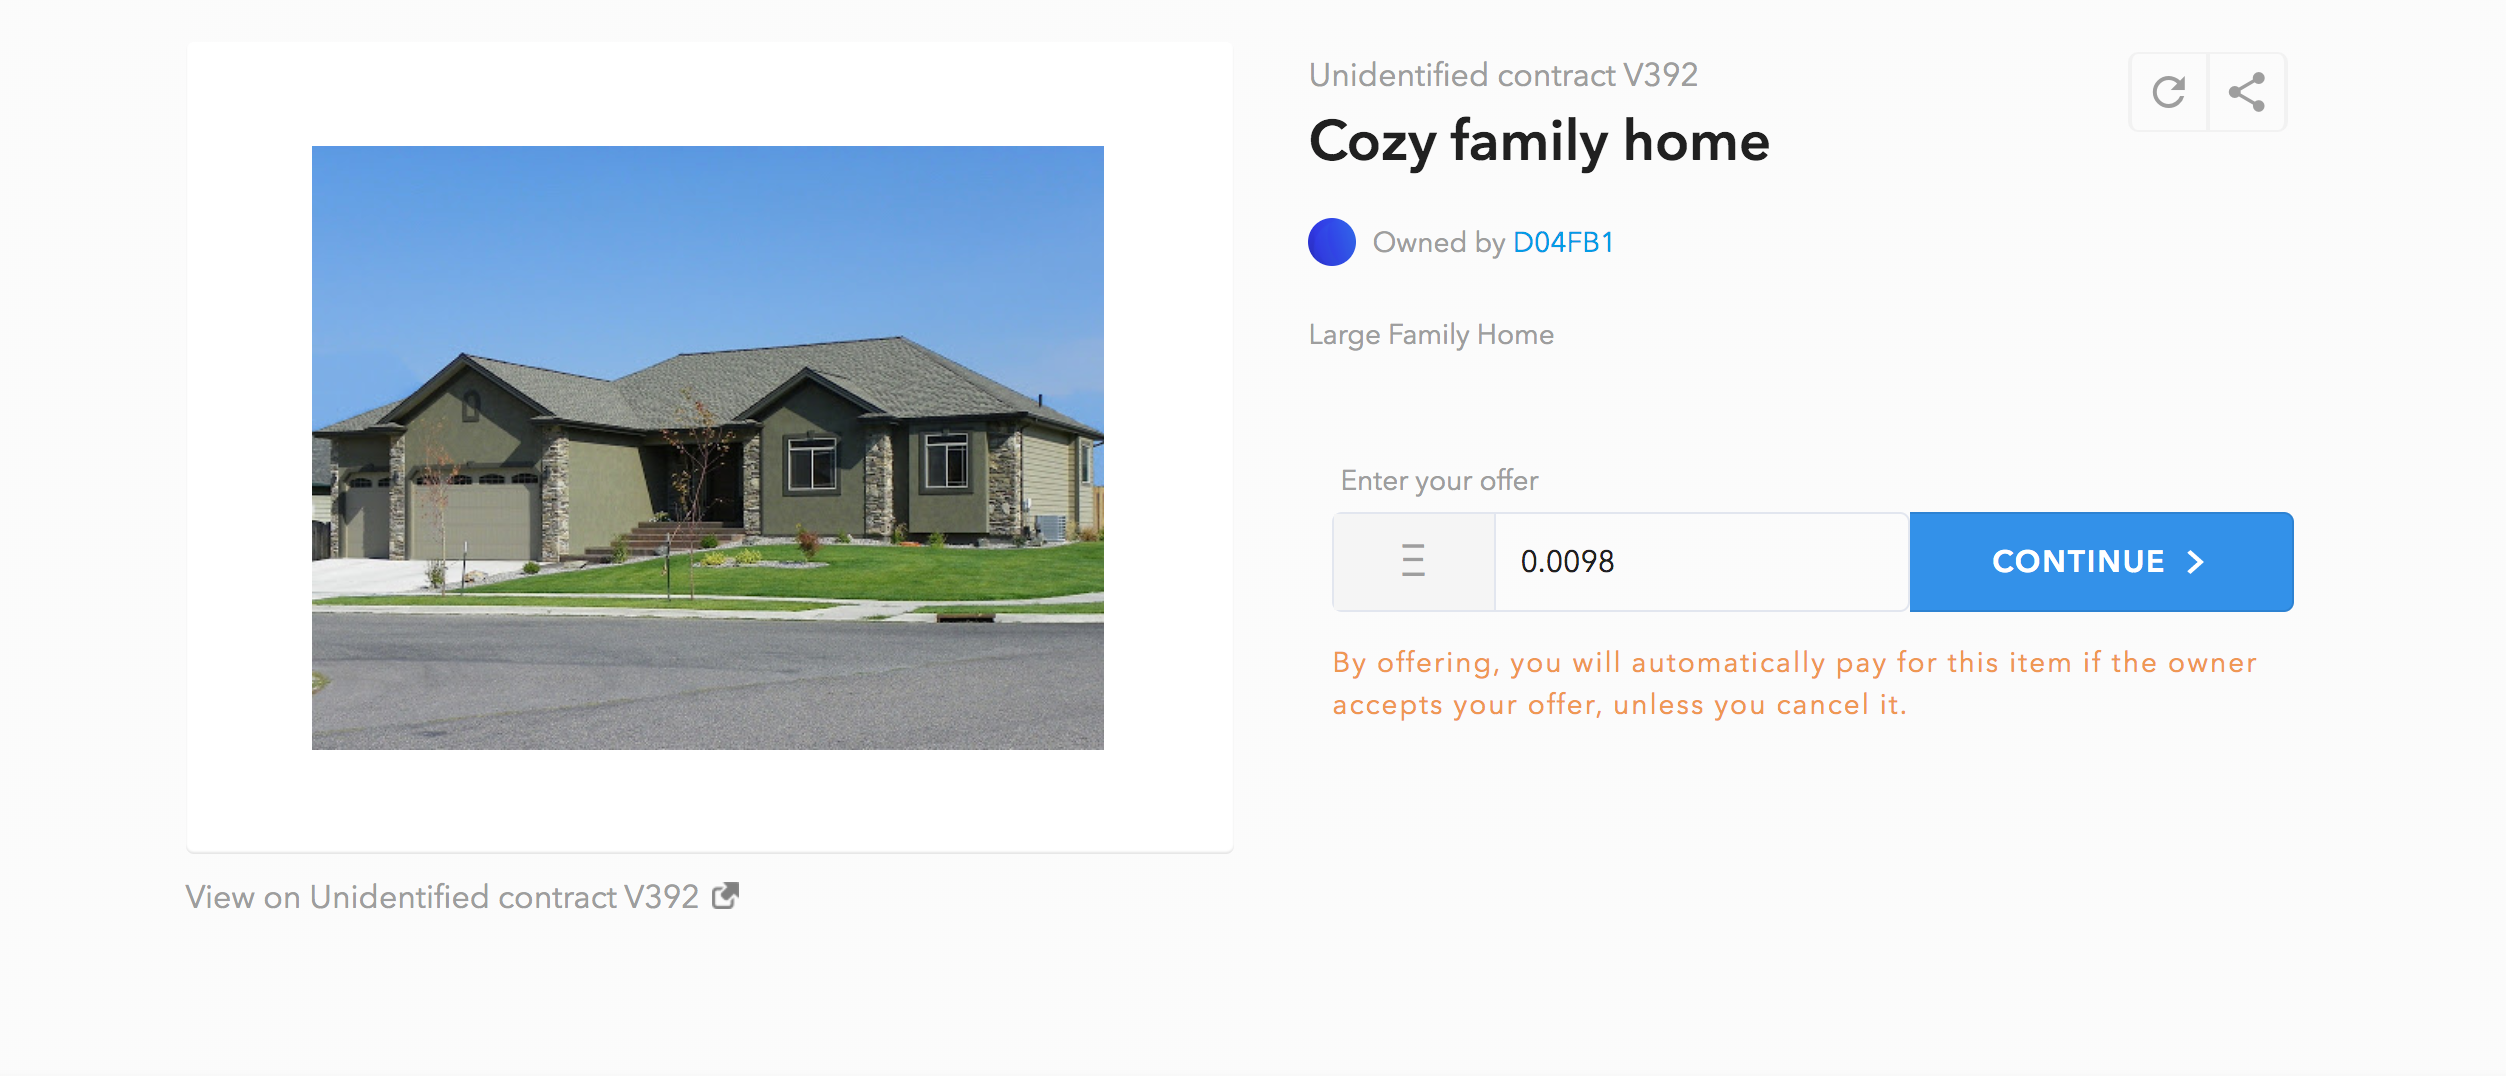 Unidentified contract V392
Cozy family home
Owned by D04FB1
Large Family Home
Enter your offer
Ξ 0.0098 CONTINUE
By offering, you will automatically pay for this item if the owner
accepts your offer, unless you cancel it.
View on Unidentified contract V392